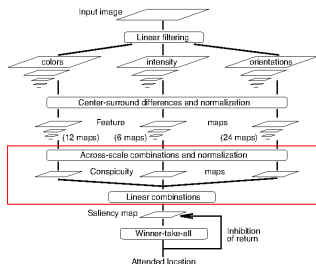 Input image
Linear filtering
colors intensity orientations
Center-surround differences and normalization
Feature maps
(12 maps) (6 maps) (24 maps)
Across-scale combinations and normalization
Conspicuity maps
Linear combinations
Saliency map
Winner-take-all
Inhibition
of return
Attended location